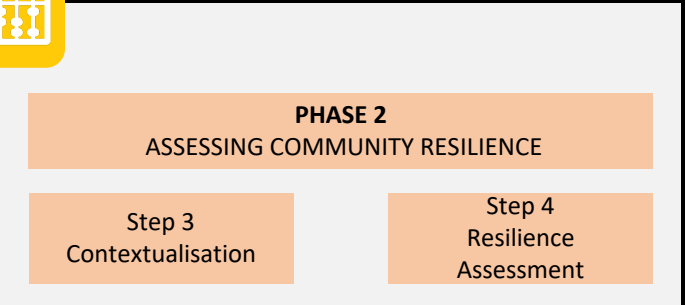 PHASE 2
ASSESSING COMMUNITY RESILIENCE
Step 3
Contextualisation
Step 4
Resilience
Assessment